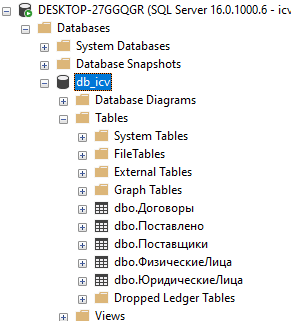 DESKTOP-27GGQGR (SQL Server 16.0.1000.6 - icv
Databases
System Databases
Database Snapshots
db_icv
Database Diagrams
Tables
System Tables
FileTables
External Tables
Graph Tables
dbo.Договоры
dbo.Поставлено
dbo.Поставщики
dbo.ФизическиеЛица
dbo.ЮридическиеЛица
Dropped Ledger Tables
Views